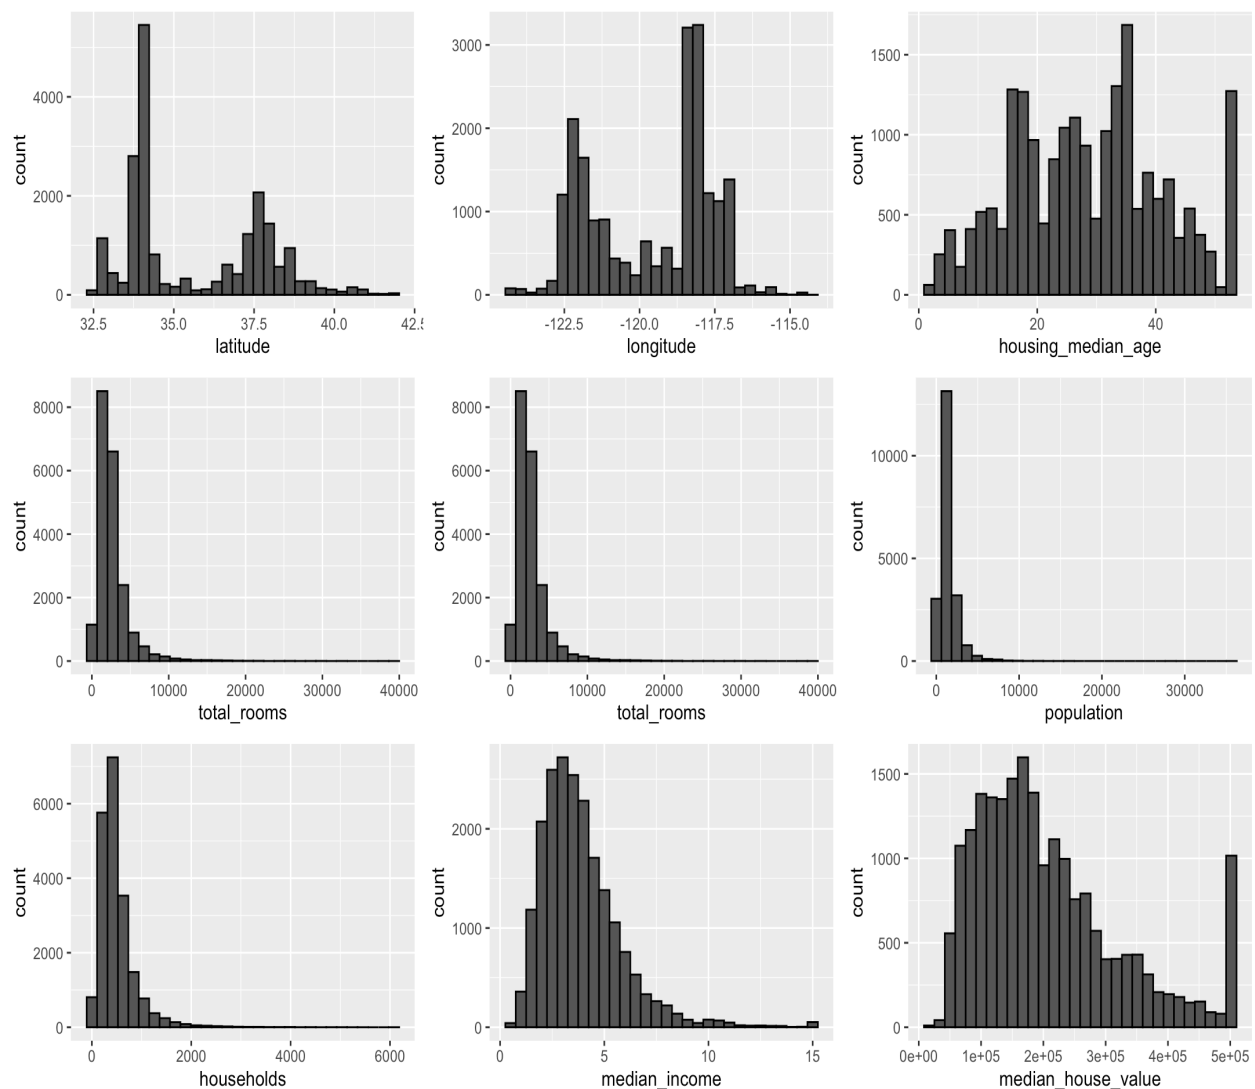 count
4000
2000
0
32.5 35.0 37.5 40.0 42.5
latitude
count
3000
2000
1000
0
-122.5 -120.0 -117.5 -115.0
longitude
count
1500
1000
500
0
0 20 40
housing_median_age
count
8000
6000
4000
2000
0
0 10000 20000 30000 40000
total_rooms
count
8000
6000
4000
2000
0
0 10000 20000 30000 40000
total_rooms
count
10000
5000
0
0 10000 20000 30000
population
count
6000
4000
2000
0
0 2000 4000 6000
households
count
2000
1000
0
0 5 10 15
median_income
count
1500
1000
500
0
0e+00 1e+05 2e+05 3e+05 4e+05 5e+05
median_house_value